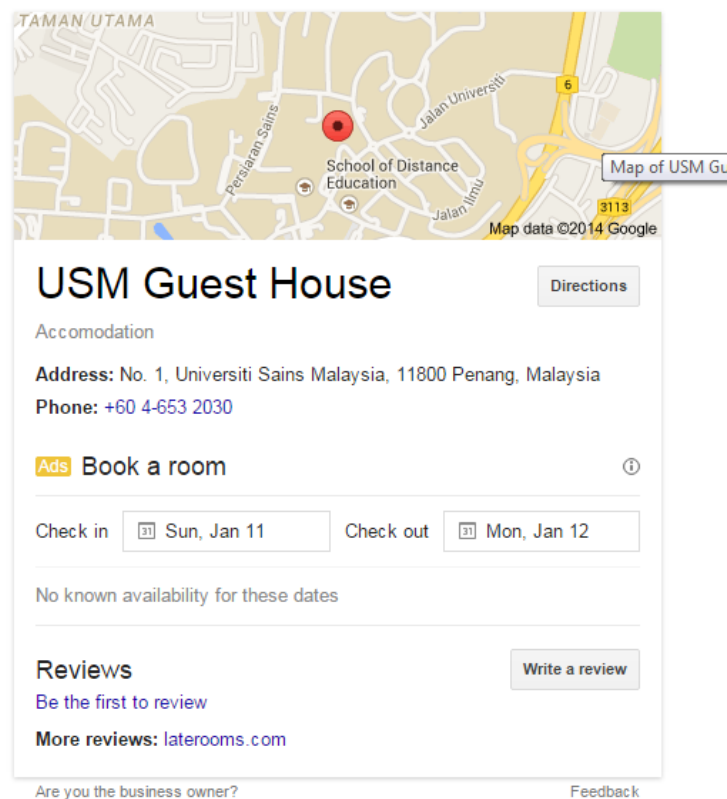 TAMAN UTAMA
6
Jalan Universiti
Persiaran Sains
School of Distance
Education
Map of USM Gu
Jalan Ilmu
3113
Map data ©2014 Google
USM Guest House
Directions
Accomodation
Address: No. 1, Universiti Sains Malaysia, 11800 Penang, Malaysia
Phone: +60 4-653 2030
Ads Book a room
Check in 31 Sun, Jan 11 Check out 31 Mon, Jan 12
No known availability for these dates
Reviews
Write a review
Be the first to review
More reviews: laterooms.com
Are you the business owner? Feedback